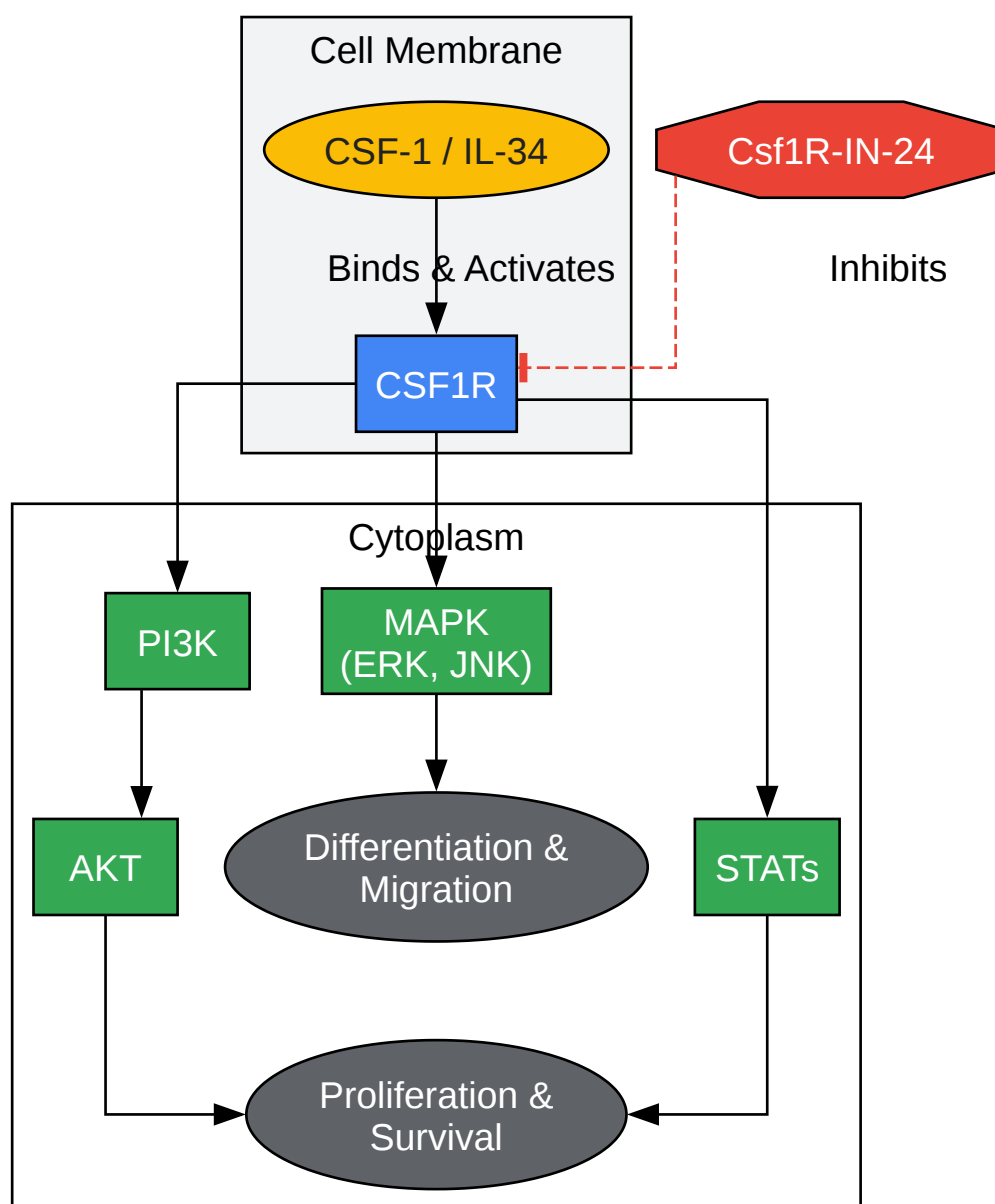 Cell Membrane
CSF-1 / IL-34
Csf1R-IN-24
Binds & Activates
Inhibits
CSF1R
Cytoplasm
PI3K
MAPK
(ERK, JNK)
AKT
Differentiation &
Migration
STATs
Proliferation &
Survival